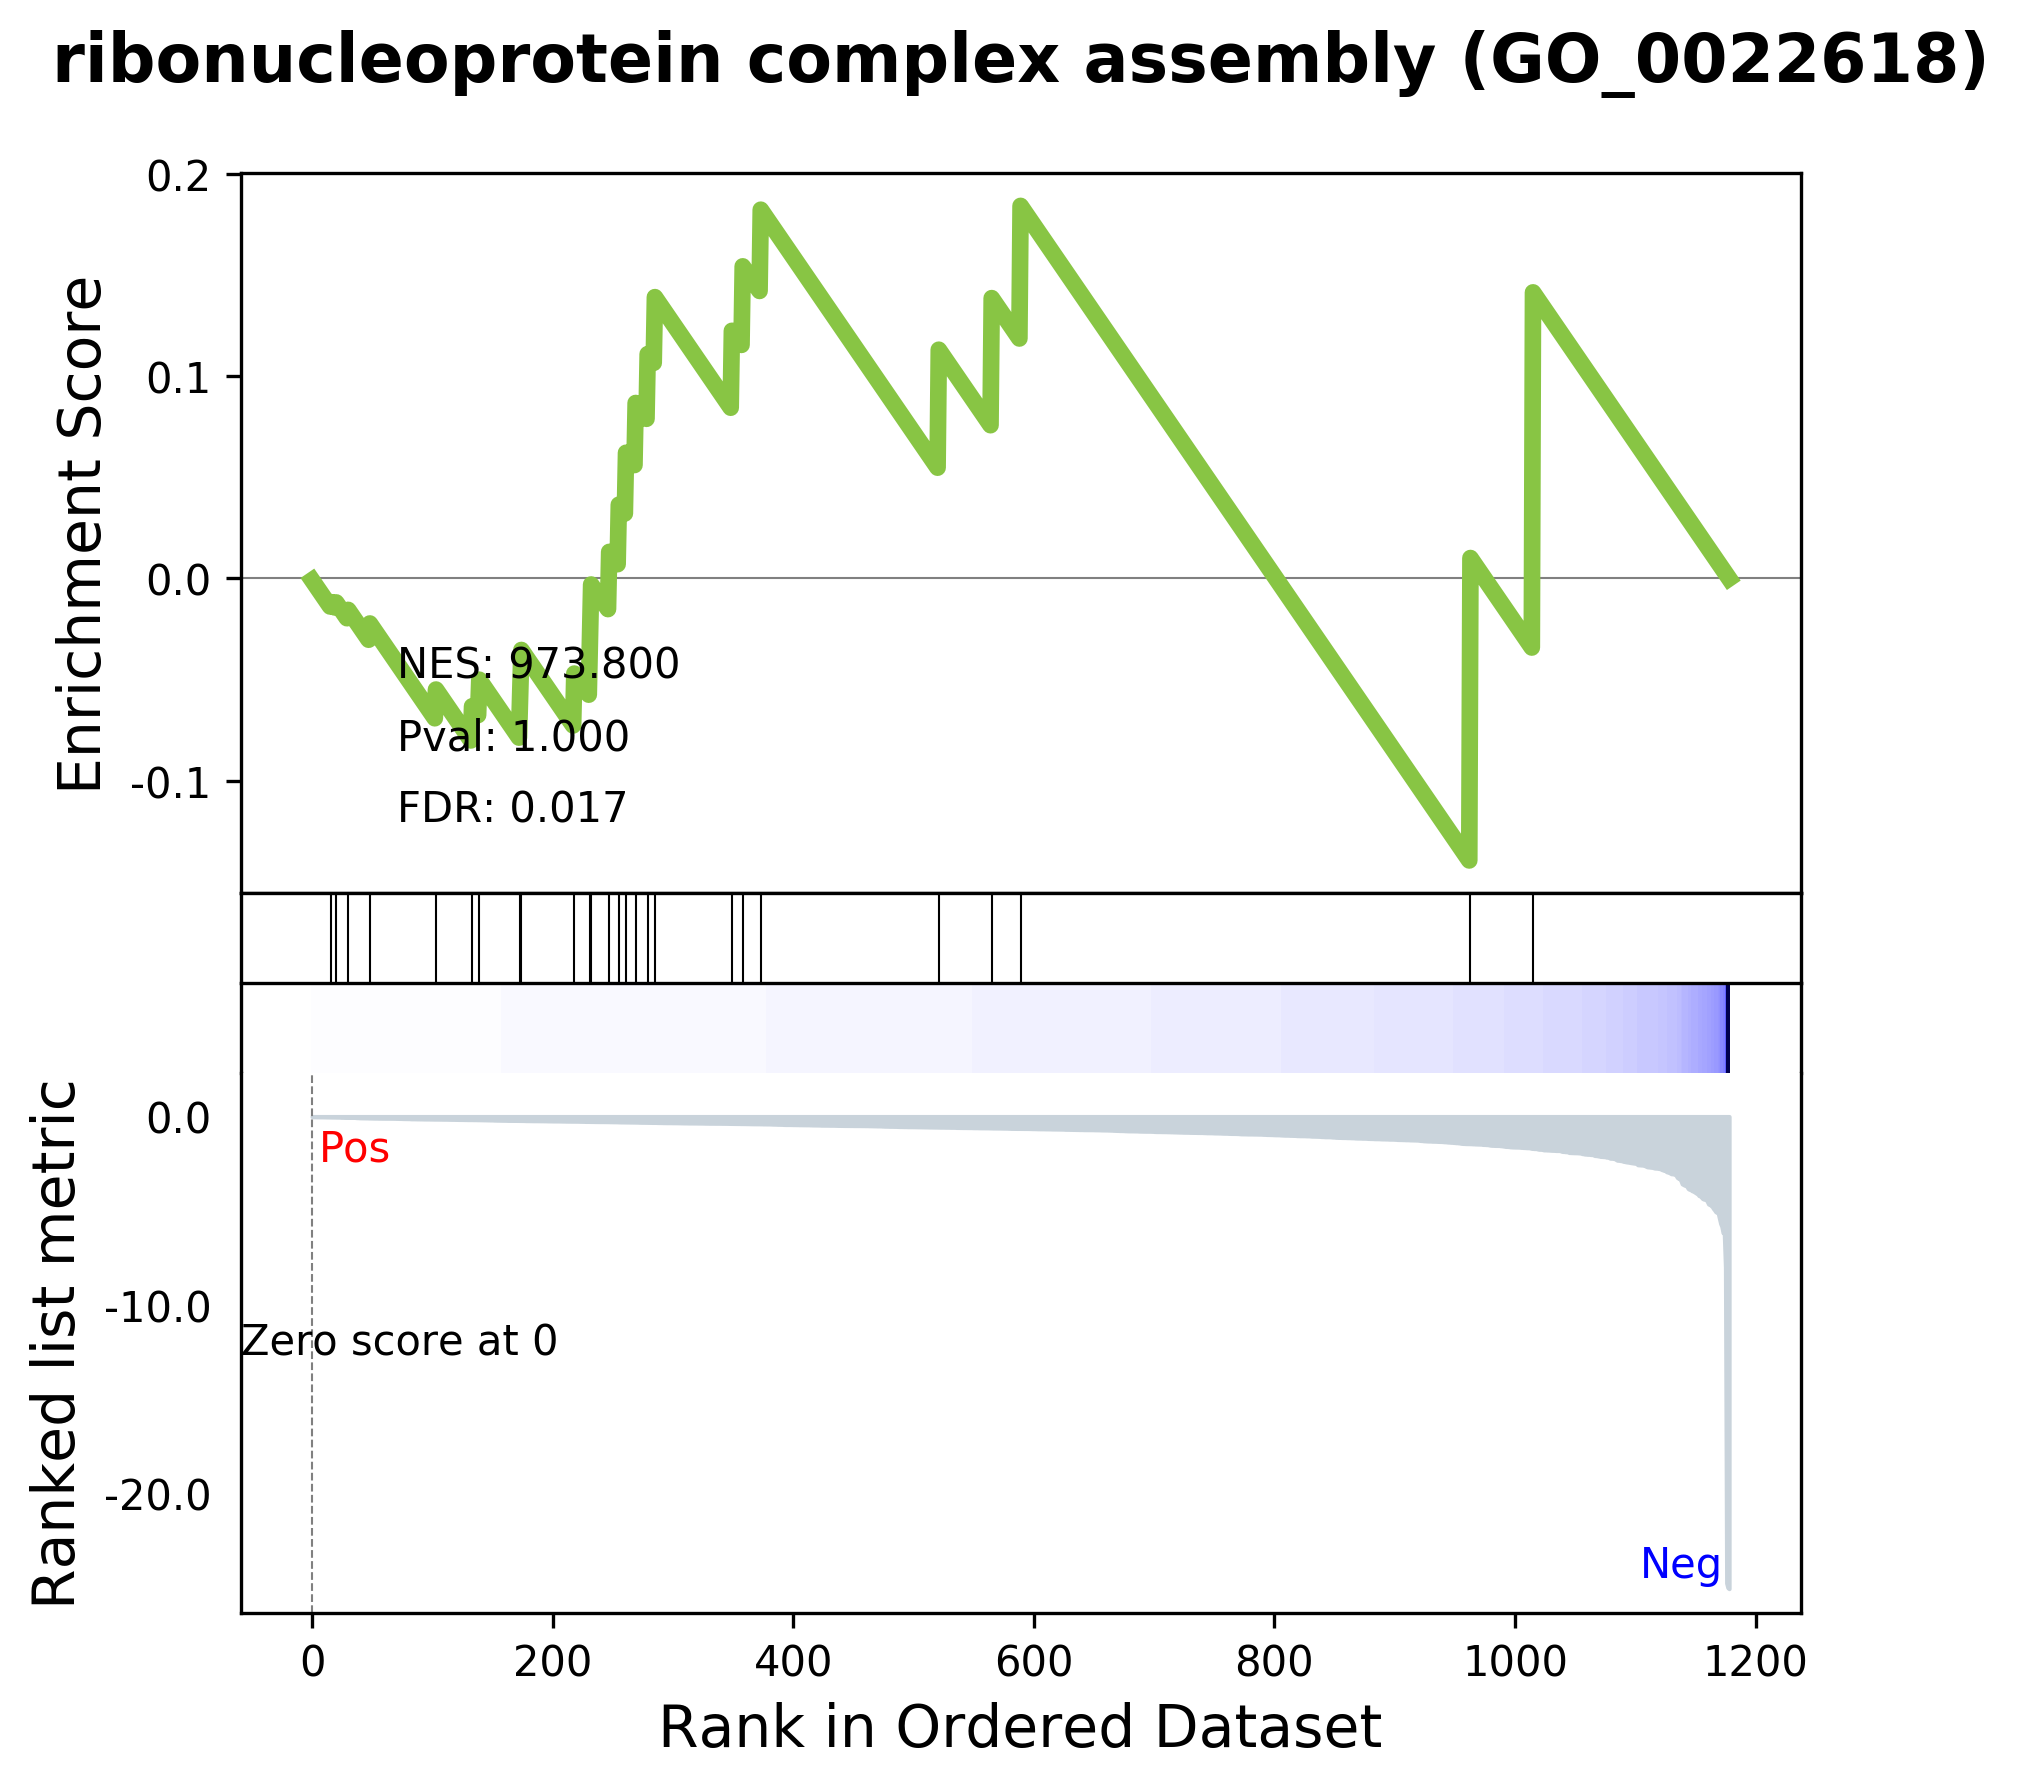 ribonucleoprotein complex assembly (GO_0022618)
Enrichment Score
0.2
0.1
0.0
-0.1
NES: 973.800
Pval: 1.000
FDR: 0.017
Ranked list metric
0.0
-10.0
-20.0
Pos
Zero score at 0
Neg
0 200 400 600 800 1000 1200
Rank in Ordered Dataset